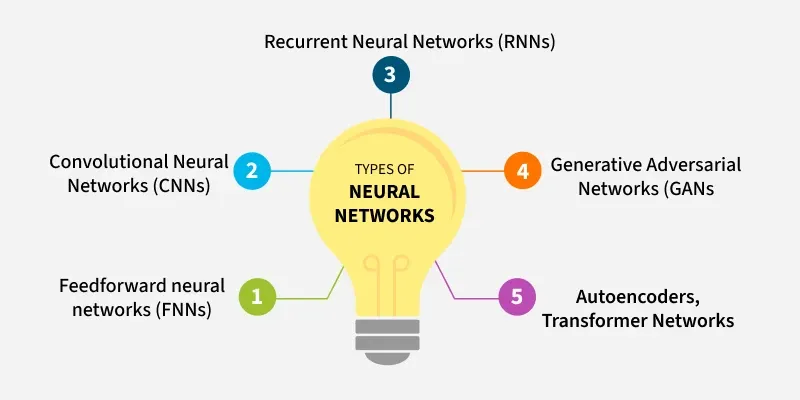 Recurrent Neural Networks (RNNs)
3
Convolutional Neural
Networks (CNNs)
2
TYPES OF
NEURAL
NETWORKS
4
Generative Adversarial
Networks (GANs
Feedforward neural
networks (FNNs)
1
5
Autoencoders,
Transformer Networks